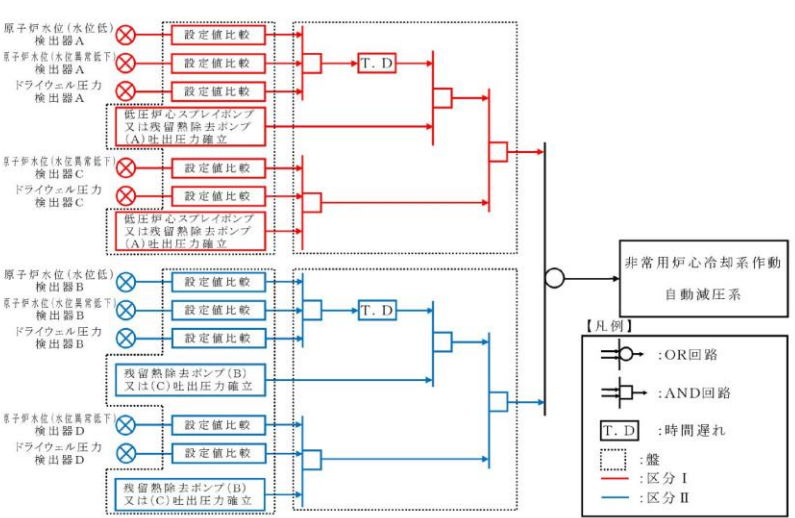 原子炉水位(水位低)
検出器A
設定値比較
原子炉水位(水位異常低下)
検出器A
設定値比較
T.D
ドライウェル圧力
検出器A
設定値比較
低圧炉心スプレイポンプ
又は残留熱除去ポンプ
(A)吐出圧力確立
原子炉水位(水位異常低下)
検出器C
設定値比較
ドライウェル圧力
検出器C
設定値比較
低圧炉心スプレイポンプ
又は残留熱除去ポンプ
(A)吐出圧力確立
原子炉水位(水位低)
検出器B
設定値比較
原子炉水位(水位異常低下)
検出器B
設定値比較
T.D
ドライウェル圧力
検出器B
設定値比較
残留熱除去ポンプ(B)
又は(C)吐出圧力確立
原子炉水位(水位異常低下)
検出器D
設定値比較
ドライウェル圧力
検出器D
設定値比較
残留熱除去ポンプ(B)
又は(C)吐出圧力確立
非常用炉心冷却系作動
自動減圧系
【凡例】
:OR回路
:AND回路
T.D :時間遅れ
:盤
:区分Ⅰ
:区分Ⅱ